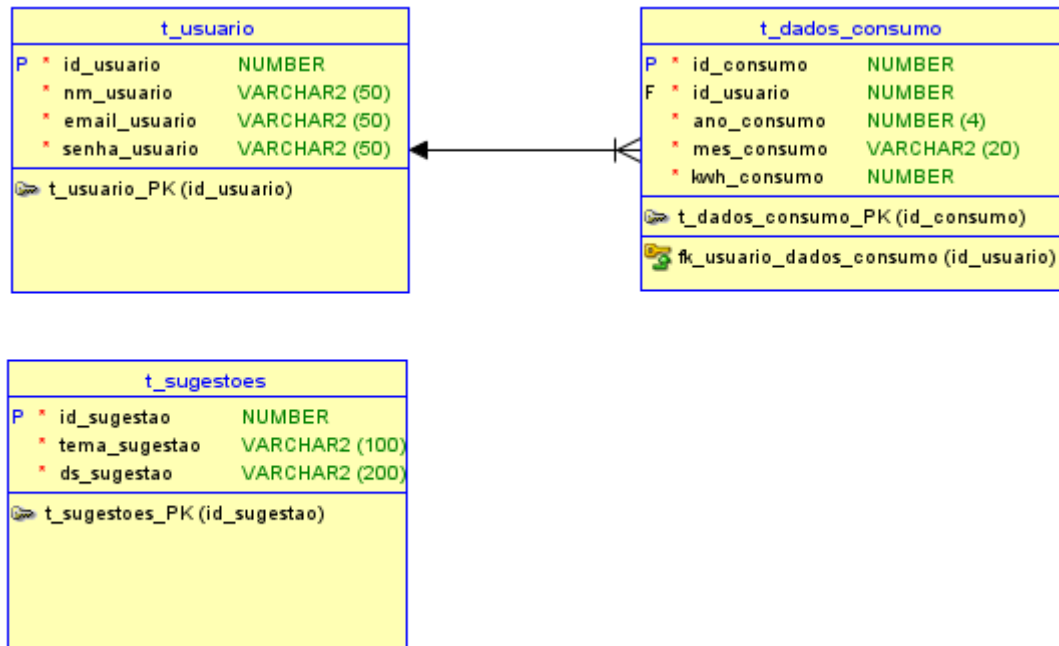 t_usuario
P * id_usuario NUMBER
* nm_usuario VARCHAR2 (50)
* email_usuario VARCHAR2 (50)
* senha_usuario VARCHAR2 (50)
t_usuario_PK (id_usuario)
t_dados_consumo
P * id_consumo NUMBER
F * id_usuario NUMBER
* ano_consumo NUMBER (4)
* mes_consumo VARCHAR2 (20)
* kwh_consumo NUMBER
t_dados_consumo_PK (id_consumo)
fk_usuario_dados_consumo (id_usuario)
t_sugestoes
P * id_sugestao NUMBER
* tema_sugestao VARCHAR2 (100)
* ds_sugestao VARCHAR2 (200)
t_sugestoes_PK (id_sugestao)